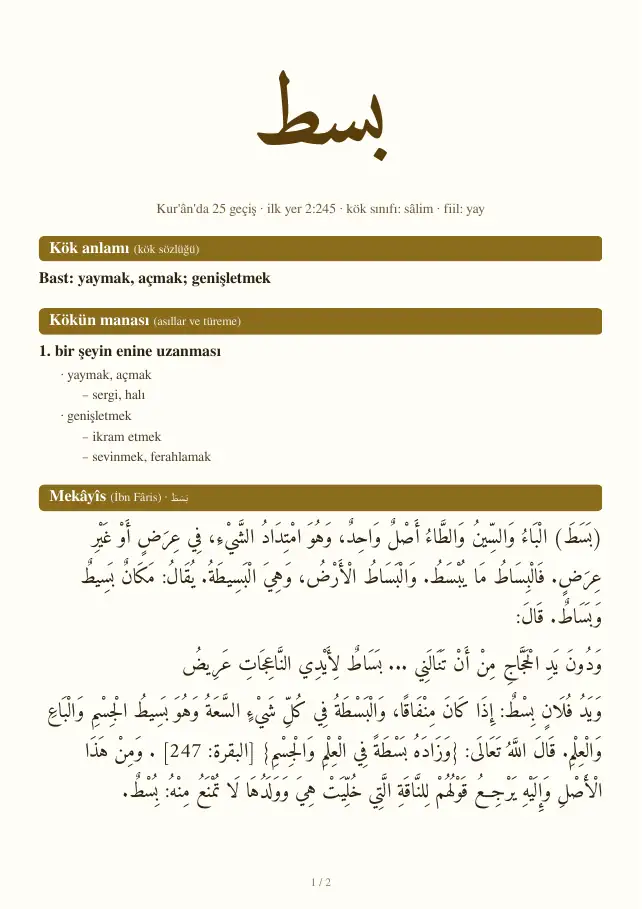 بسط
Kur'ân'da 25 geçiş · ilk yer 2:245 · kök sınıfı: sâlim · fiil: yay
Kök anlamı (kök sözlüğü)
Bast: yaymak, açmak; genişletmek
Kökün manası (asıllar ve türeme)
1. bir şeyin enine uzanması
· yaymak, açmak
– sergi, halı
· genişletmek
– ikram etmek
– sevinmek, ferahlamak
Mekâyîs (İbn Fâris) · بَسَطَ
(بَسَطَ) الْبَاءُ وَالسِّينُ وَالطَّاءُ أَصْلٌ وَاحِدٌ، وَهُوَ امْتِدَادُ الشَّيْءِ، فِي عِرَضٍ أَوْ غَيْرِ
عِرَضٍ. فَالْبِسَاطُ مَا يُبْسَطُ. وَالْبَسَاطُ الْأَرْضُ، وَهِيَ الْبَسِيطَةُ. يُقَالُ: مَكَانٌ بَسِيطٌ
وَبَسَاطٌ. قَالَ:
وَدُونَ يَدِ الْحَجَّاجِ مِنْ أَنْ تَنَالَنِي ... بَسَاطٌ لِأَيْدِي النَّاعِجَاتِ عَرِيضُ
وَيَدُ فُلَانٍ بِسْطٌ: إِذَا كَانَ مِنْفَاقًا، وَالْبَسْطَةُ فِي كُلِّ شَيْءٍ السَّعَةُ وَهُوَ بَسِيطُ الْجِسْمِ وَالْبَاعِ
وَالْعِلْمِ. قَالَ اللَّهُ تَعَالَى: {وَزَادَهُ بَسْطَةً فِي الْعِلْمِ وَالْجِسْمِ} [البقرة: 247] . وَمِنْ هَذَا
الْأَصْلِ وَإِلَيْهِ يَرْجِعُ قَوْلُهُمْ لِلنَّاقَةِ الَّتِي خُلِّيَتْ هِيَ وَوَلَدُهَا لَا تُمْنَعُ مِنْهُ: بُسْطٌ.
1 / 2